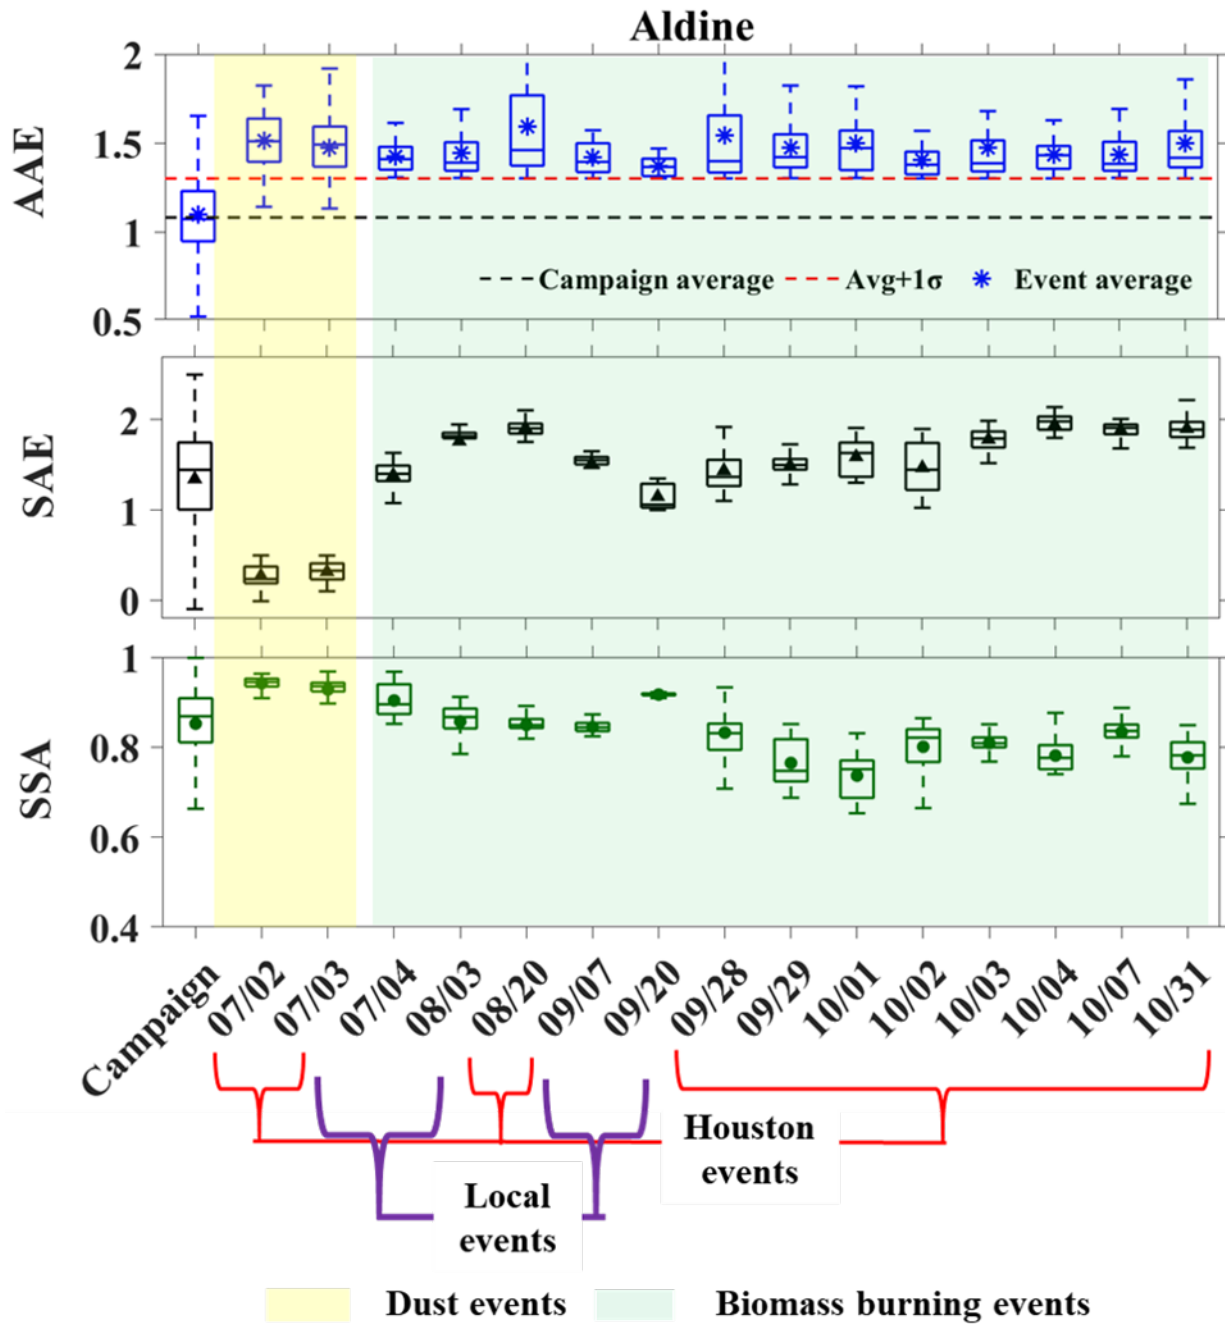 Aldine
AAE
2
1.5
1
0.5
Campaign average
Avg+1σ
Event average
SAE
2
1
0
SSA
1
0.8
0.6
0.4
Campaign
07/02
07/03
07/04
08/03
08/20
09/07
09/20
09/28
09/29
10/01
10/02
10/03
10/04
10/07
10/31
Houston
events
Local
events
Dust events
Biomass burning events